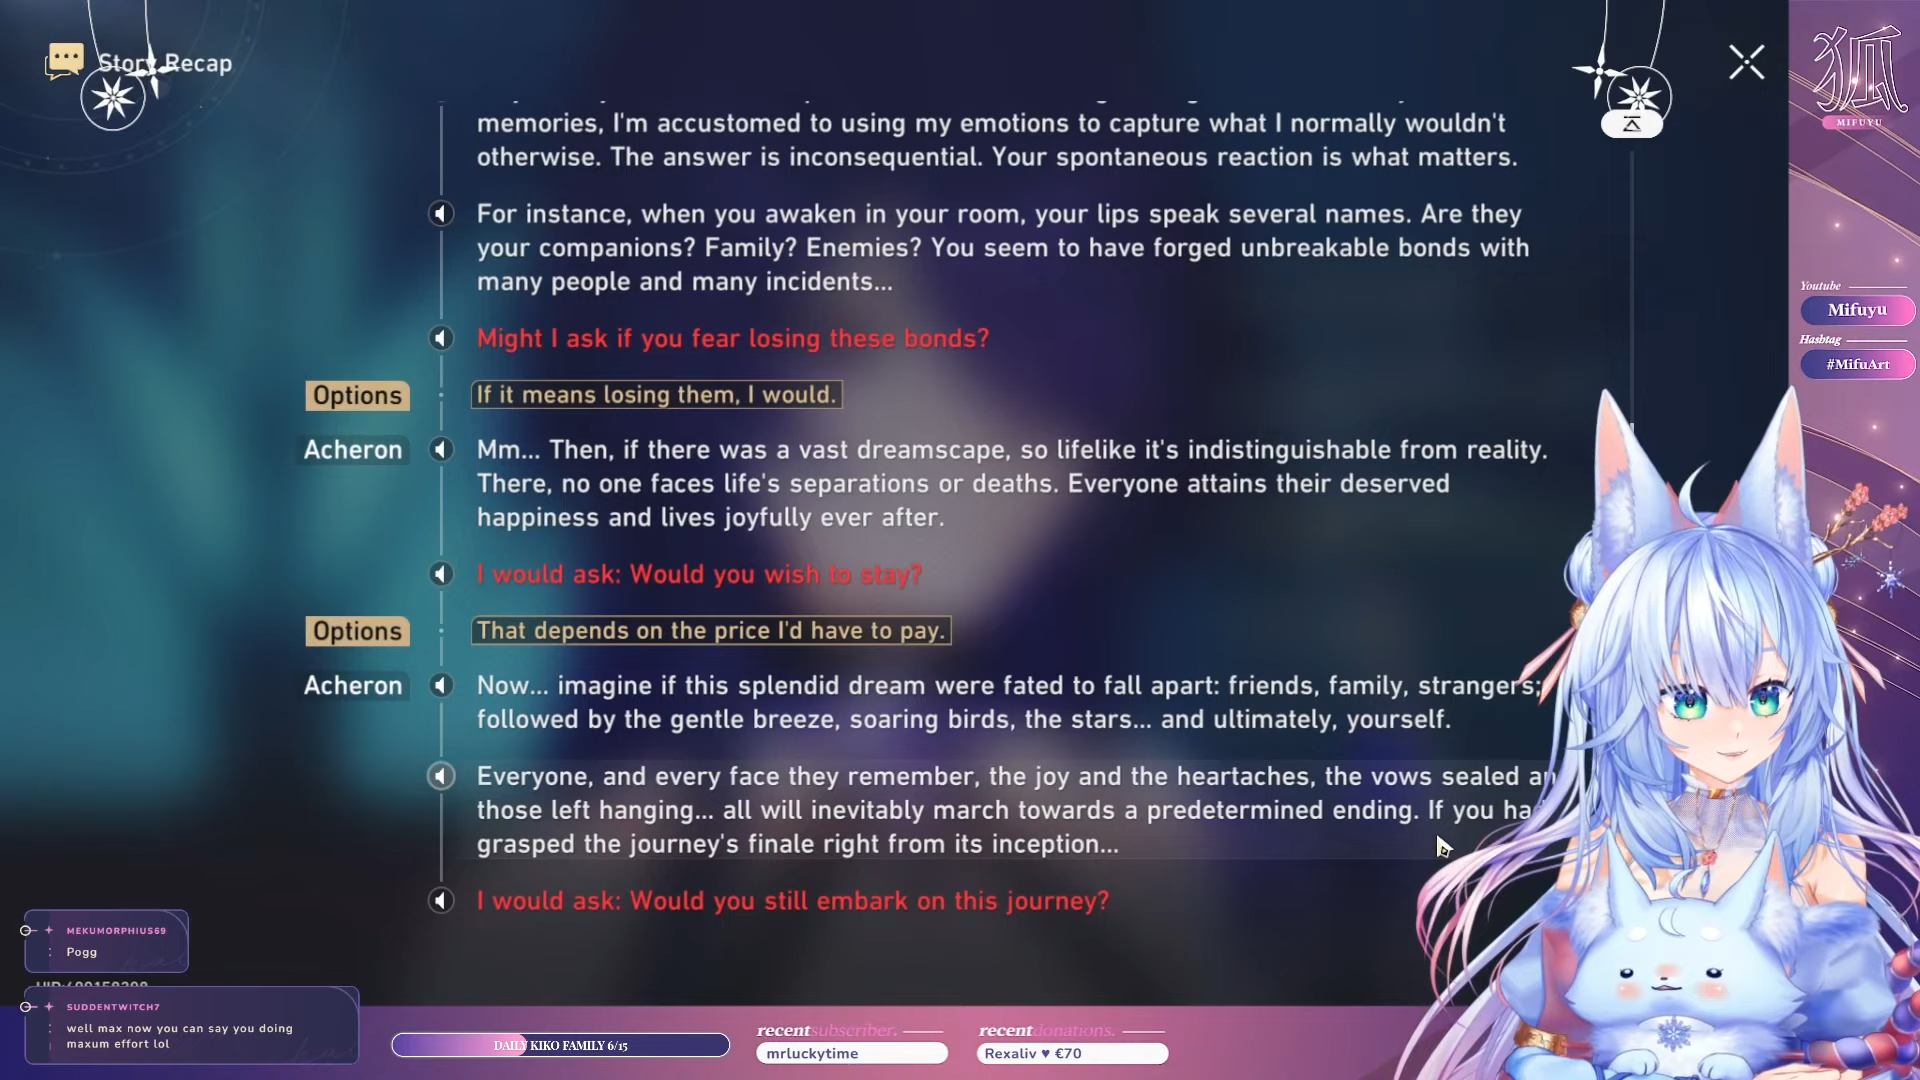 Story Recap
memories, I'm accustomed to using my emotions to capture what I normally wouldn't
otherwise. The answer is inconsequential. Your spontaneous reaction is what matters.
For instance, when you awaken in your room, your lips speak several names. Are they
your companions? Family? Enemies? You seem to have forged unbreakable bonds with
many people and many incidents...
Might I ask if you fear losing these bonds?
Options
If it means losing them, I would.
Acheron
Mm... Then, if there was a vast dreamscape, so lifelike it's indistinguishable from reality.
There, no one faces life's separations or deaths. Everyone attains their deserved
happiness and lives joyfully ever after.
I would ask: Would you wish to stay?
Options
That depends on the price I'd have to pay.
Acheron
Now... imagine if this splendid dream were fated to fall apart: friends, family, strangers;
followed by the gentle breeze, soaring birds, the stars... and ultimately, yourself.
Everyone, and every face they remember, the joy and the heartaches, the vows sealed
those left hanging... all will inevitably march towards a predetermined ending. If you
grasped the journey's finale right from its inception...
I would ask: Would you still embark on this journey?
狐
MIFUYU
Youtube
Mifuyu
Hashtag
#MifuArt
MEKUMORPHIUS69
Pogg
SUDDENTWITCH7
well max now you can say you doing
maxum effort lol
DAILY KIKO FAMILY 6/15
recentsubscriber.
mrluckytime
recentdonations.
Rexaliv ♥ €70